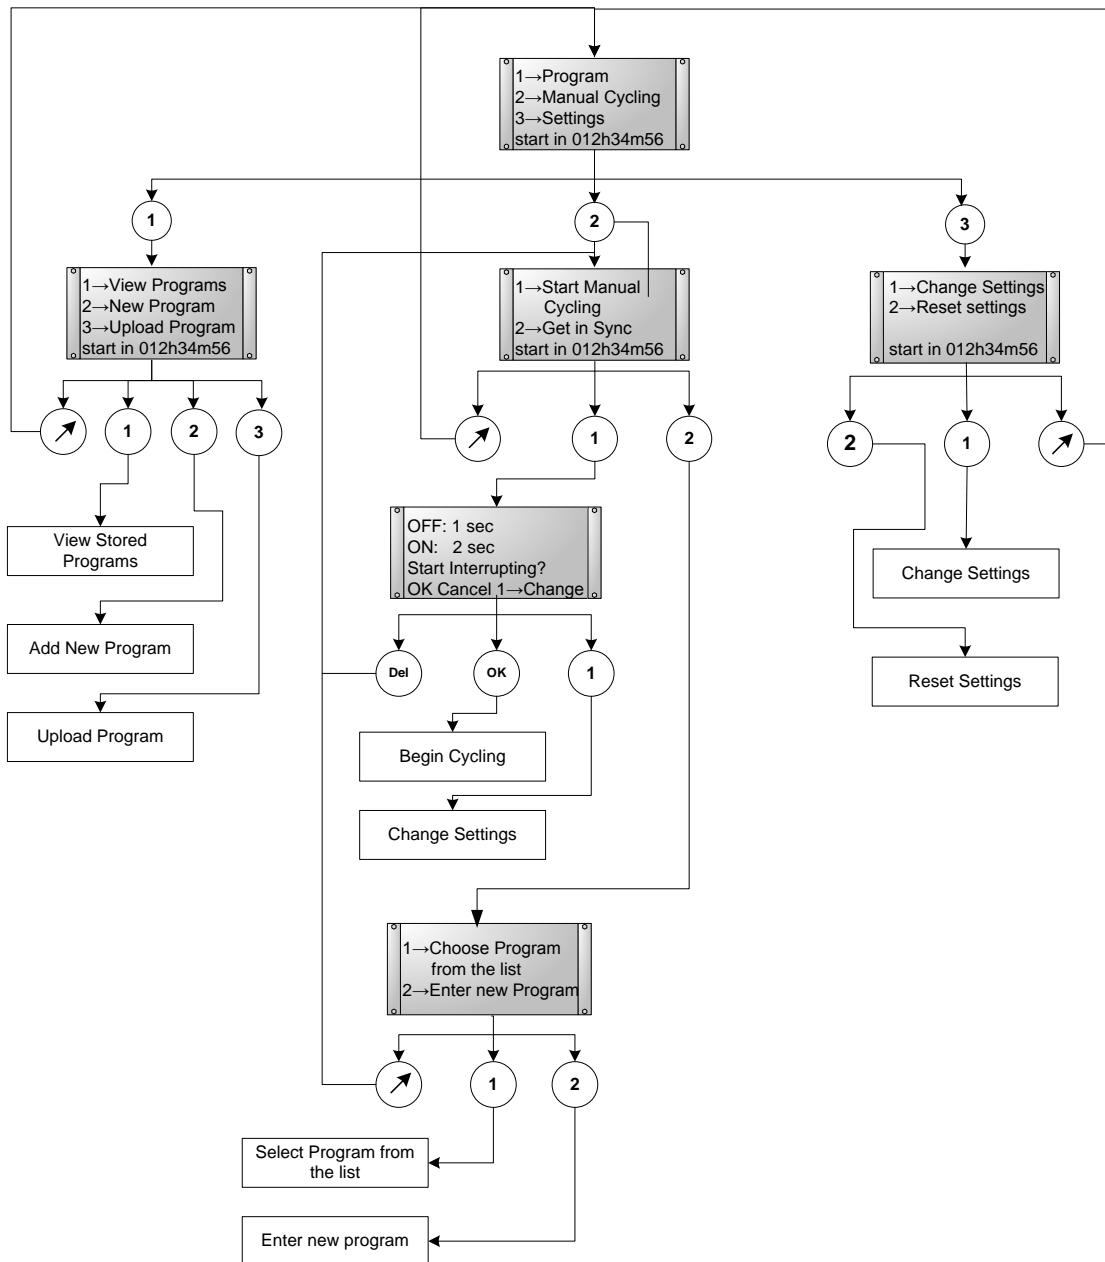 1→Program
2→Manual Cycling
3→Settings
start in 012h34m56
1
2
3
1→View Programs
2→New Program
3→Upload Program
start in 012h34m56
1→Start Manual
Cycling
2→Get in Sync
start in 012h34m56
1→Change Settings
2→Reset settings
start in 012h34m56
1
2
3
1
2
2
1
OFF: 1 sec
ON: 2 sec
Start Interrupting?
OK Cancel 1→Change
View Stored
Programs
Change Settings
Add New Program
Del
OK
1
Reset Settings
Upload Program
Begin Cycling
Change Settings
1→Choose Program
from the list
2→Enter new Program
1
2
Select Program from
the list
Enter new program